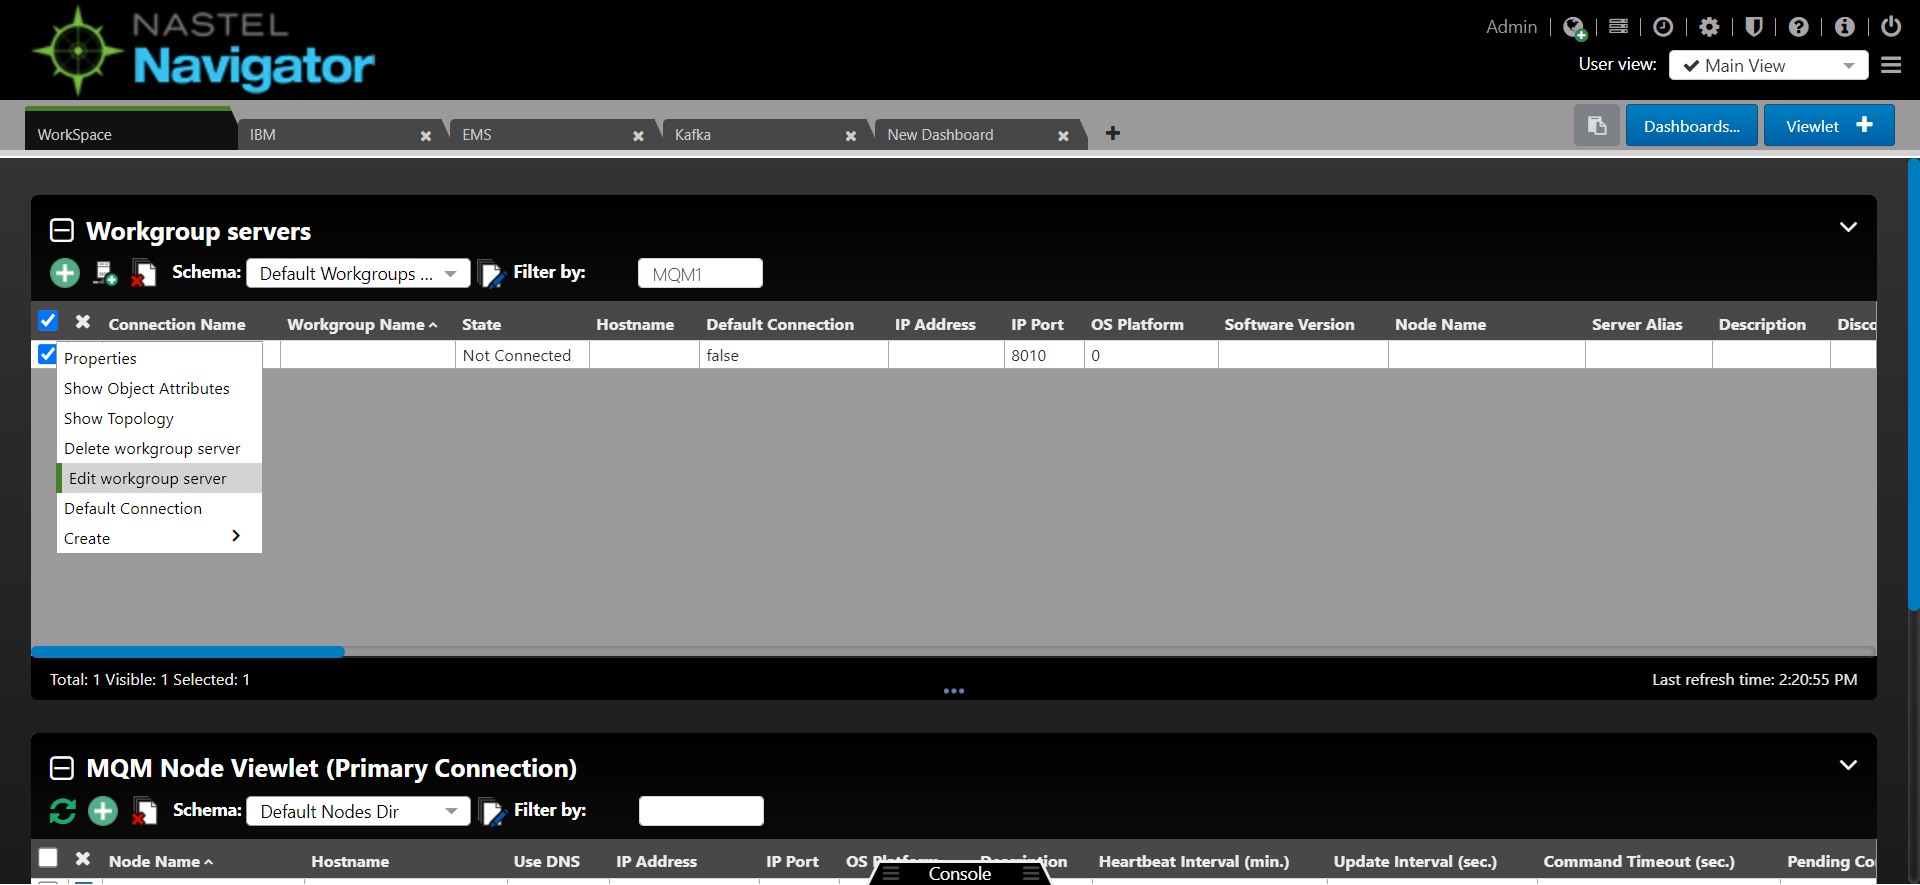 NASTEL
Navigator
Admin
User view:
Main View
WorkSpace
IBM
EMS
Kafka
New Dashboard
Dashboards...
Viewlet
Workgroup servers
Schema:
Default Workgroups ...
Filter by:
MQM1
Connection Name
Workgroup Name
State
Hostname
Default Connection
IP Address
IP Port
OS Platform
Software Version
Node Name
Server Alias
Description
Disco
Not Connected
false
8010
0
Properties
Show Object Attributes
Show Topology
Delete workgroup server
Edit workgroup server
Default Connection
Create
Total: 1 Visible: 1 Selected: 1
Last refresh time: 2:20:55 PM
MQM Node Viewlet (Primary Connection)
Schema:
Default Nodes Dir
Filter by:
Node Name
Hostname
Use DNS
IP Address
IP Port
OS Platform
Description
Heartbeat Interval (min.)
Update Interval (sec.)
Command Timeout (sec.)
Pending Co
Console